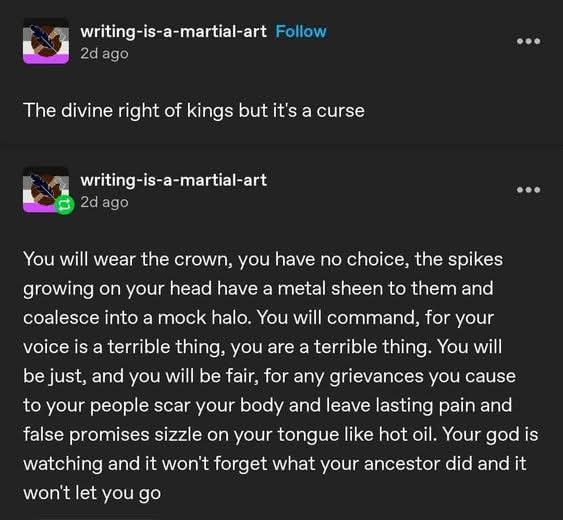 writing-is-a-martial-art Follow
2d ago
The divine right of kings but it's a curse
writing-is-a-martial-art
2d ago
You will wear the crown, you have no choice, the spikes
growing on your head have a metal sheen to them and
coalesce into a mock halo. You will command, for your
voice is a terrible thing, you are a terrible thing. You will
be just, and you will be fair, for any grievances you cause
to your people scar your body and leave lasting pain and
false promises sizzle on your tongue like hot oil. Your god is
watching and it won't forget what your ancestor did and it
won't let you go